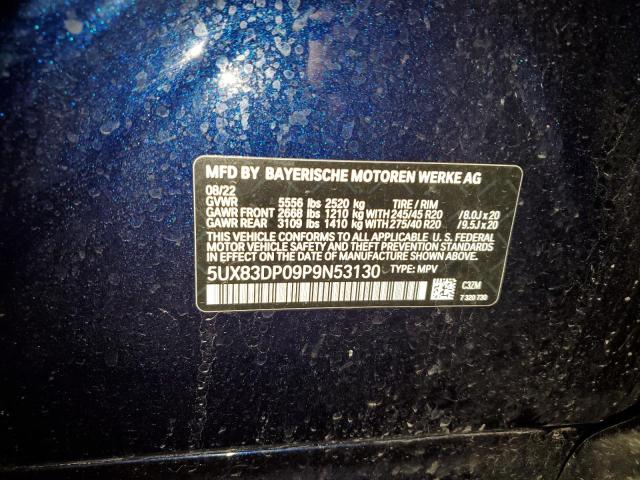 MFD BY BAYERISCHE MOTOREN WERKE AG
08/22
GVWR 5556 lbs 2520 kg TIRE / RIM
GAWR FRONT 2668 lbs 1210 kg WITH 245/45 R20 /8.0J x 20
GAWR REAR 3109 lbs 1410 kg WITH 275/40 R20 /9.5J x 20
THIS VEHICLE CONFORMS TO ALL APPLICABLE U. S. FEDERAL
MOTOR VEHICLE SAFETY, BUMPER, AND THEFT PREVENTION STANDARDS
IN EFFECT ON THE DATE OF MANUFACTURE SHOWN ABOVE.
5UX83DP09P9N53130 TYPE: MPV
C3ZM
7 320 730